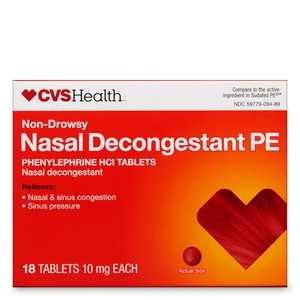 CVSHealth
Compare to the active
ingredient in Sudafed PE®*
NDC 59779-094-89
Non-Drowsy
Nasal Decongestant PE
PHENYLEPHRINE HCl TABLETS
Nasal decongestant
Relieves:
• Nasal & sinus congestion
• Sinus pressure
Actual Size
18 TABLETS 10 mg EACH